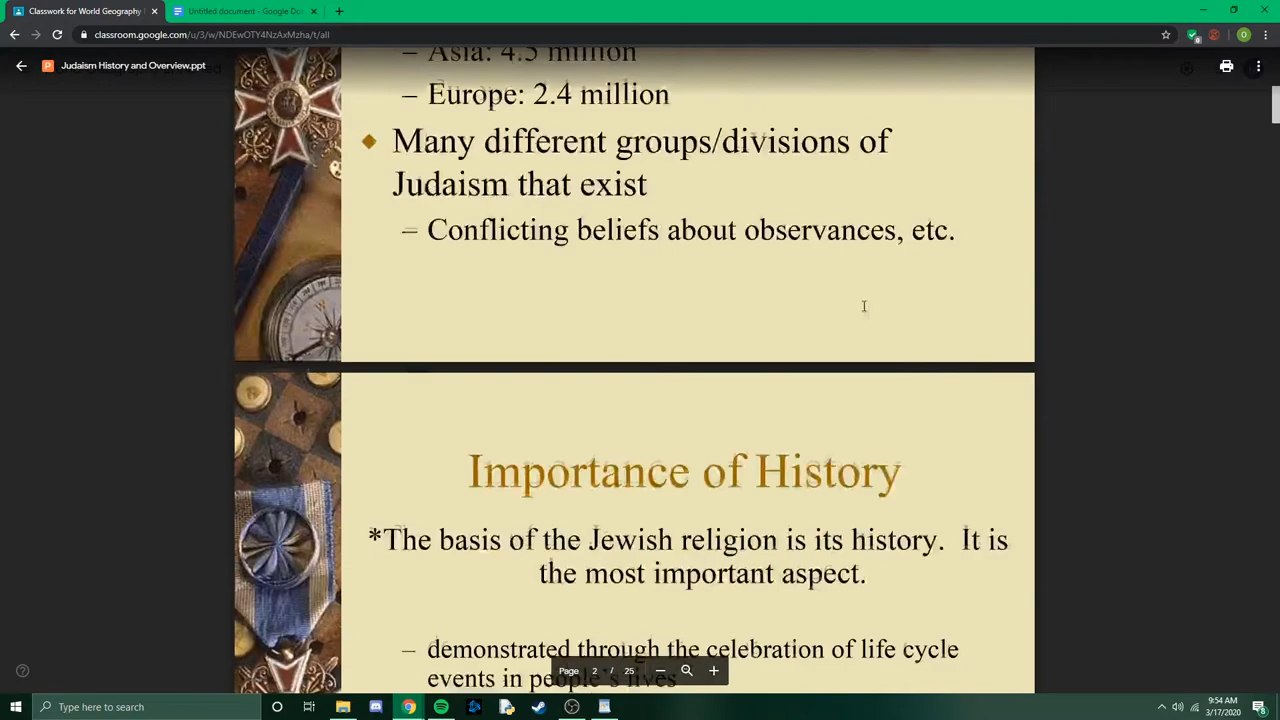 Classwork for World Geography
Untitled document - Google Doc
classroom.google.com/u/3/w/NDEwOTY4NzAxMzha/t/all
Judaism History and Overview.ppt
– Asia: 4.5 million
– Europe: 2.4 million
Many different groups/divisions of
Judaism that exist
– Conflicting beliefs about observances, etc.
Importance of History
*The basis of the Jewish religion is its history. It is
the most important aspect.
– demonstrated through the celebration of life cycle
events in people's lives
Page 2 / 25
Type here to search
9:54 AM
3/17/2020